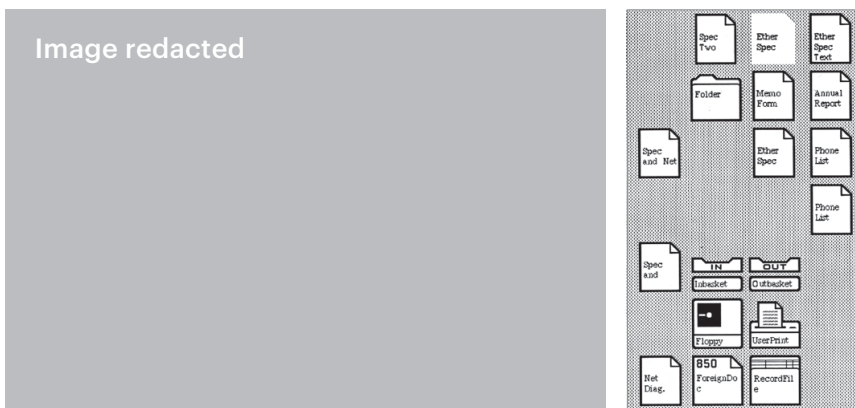 Image redacted
Spec
Two
Ether
Spec
Ether
Spec
Text
Folder
Memo
Form
Annual
Report
Spec
and Net
Ether
Spec
Phone
List
Phone
List
Spec
and
IN
OUT
Inbasket
Outbasket
Floppy
UserPrint
Net
Diag.
850
ForeignDo
c
RecordFil
e